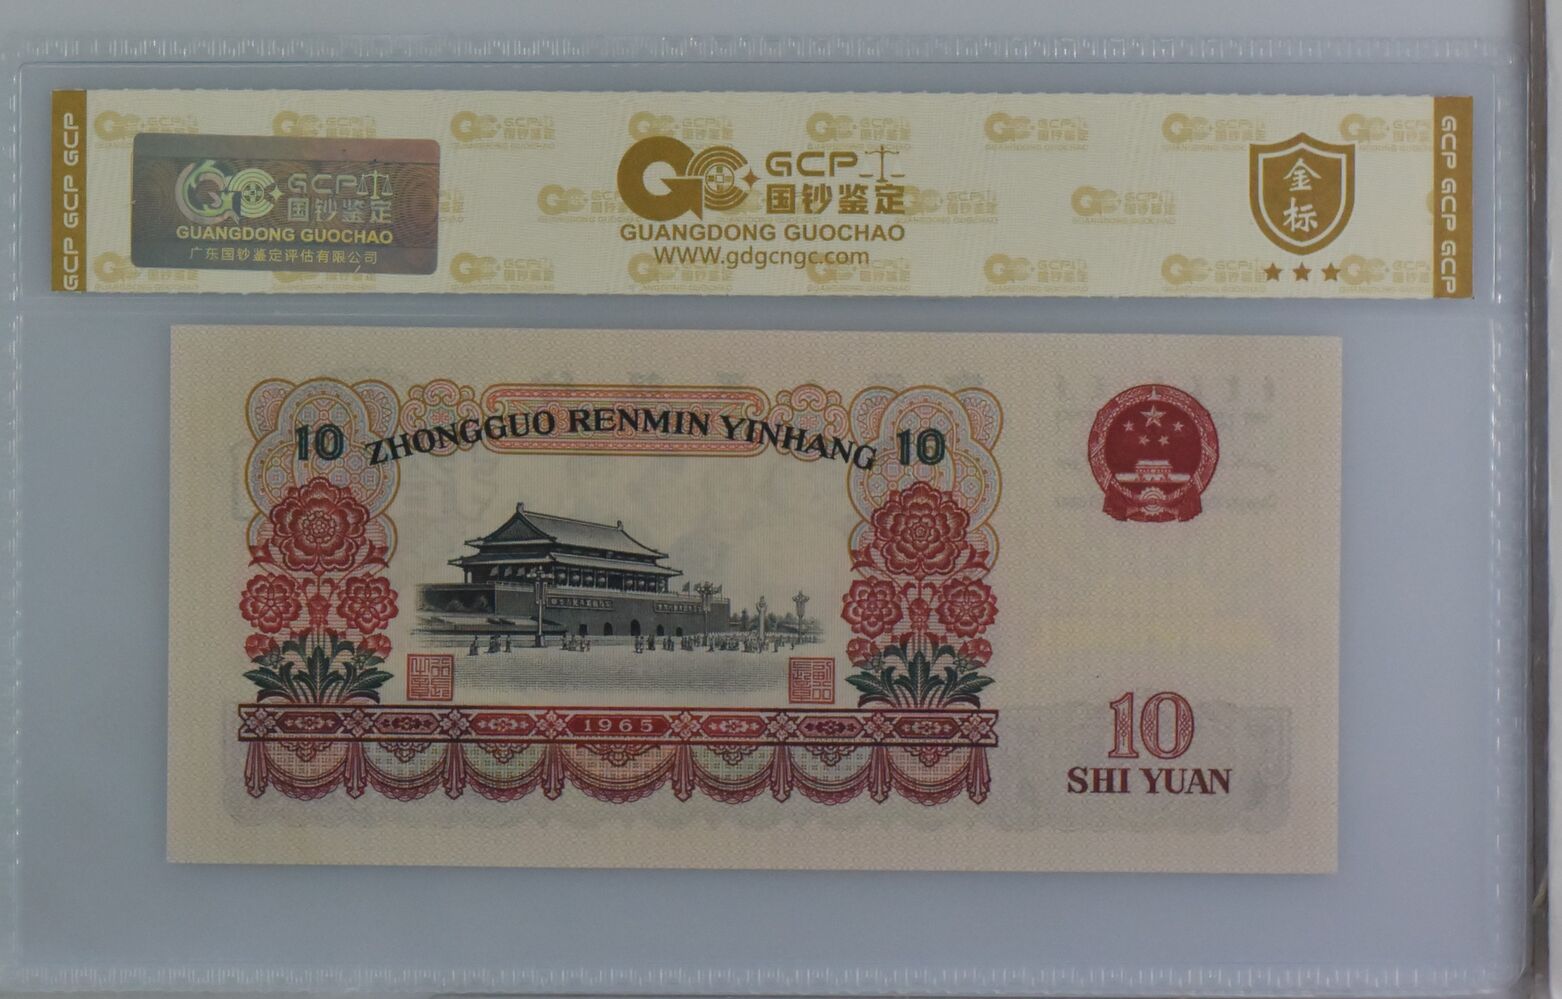 GCP GCP GCP
GCP
国钞鉴定
GUANGDONG GUOCHAO
广东国钞鉴定评估有限公司
GCP
国钞鉴定
GUANGDONG GUOCHAO
WWW.gdgcngc.com
金标
GCP GCP GCP
10 ZHONGGUO RENMIN YINHANG 10
1965
10
SHI YUAN